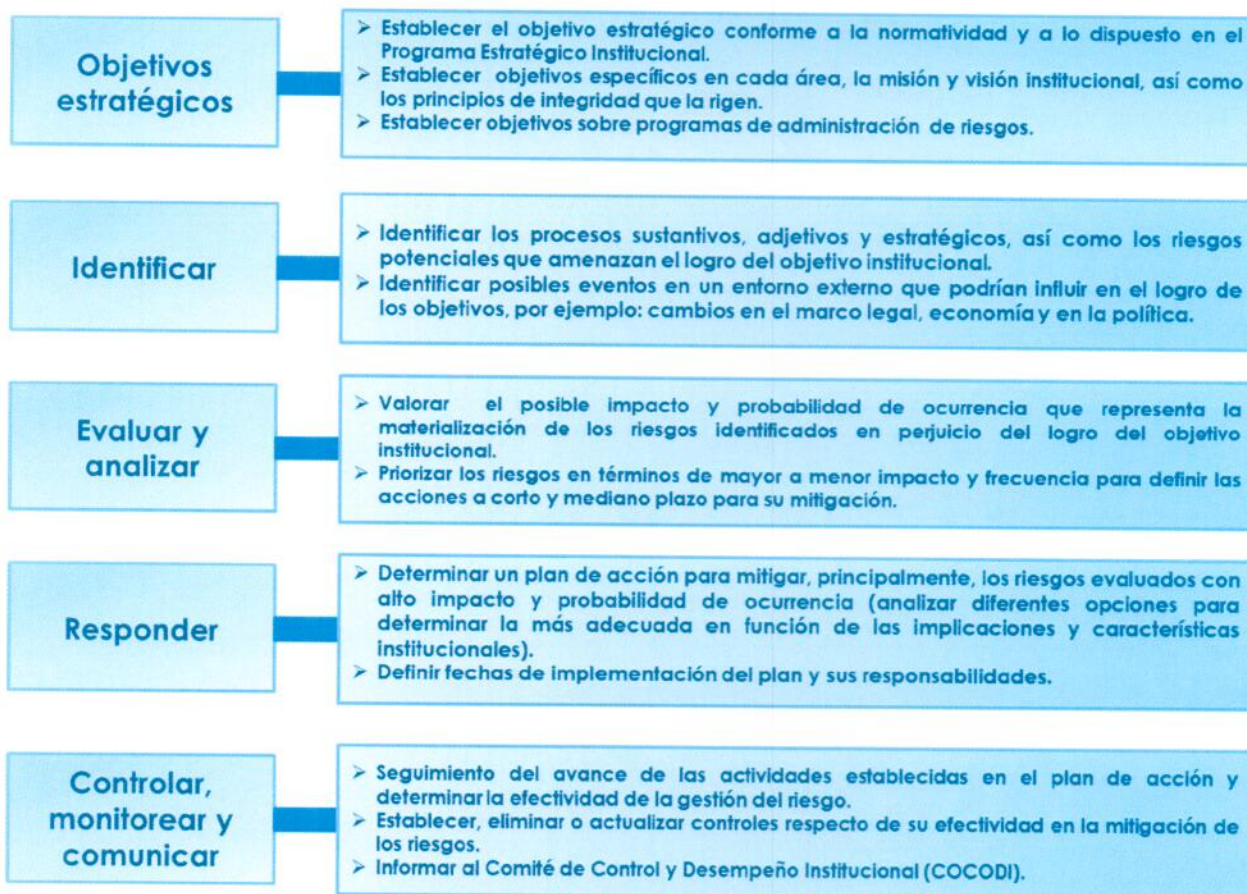 Objetivos
estratégicos
➢ Establecer el objetivo estratégico conforme a la normatividad y a lo dispuesto en el
Programa Estratégico Institucional.
➢ Establecer objetivos específicos en cada área, la misión y visión institucional, así como
los principios de integridad que la rigen.
➢ Establecer objetivos sobre programas de administración de riesgos.
Identificar
➢ Identificar los procesos sustantivos, adjetivos y estratégicos, así como los riesgos
potenciales que amenazan el logro del objetivo institucional.
➢ Identificar posibles eventos en un entorno externo que podrían influir en el logro de
los objetivos, por ejemplo: cambios en el marco legal, economía y en la política.
Evaluar y
analizar
➢ Valorar el posible impacto y probabilidad de ocurrencia que representa la
materialización de los riesgos identificados en perjuicio del logro del objetivo
institucional.
➢ Priorizar los riesgos en términos de mayor a menor impacto y frecuencia para definir las
acciones a corto y mediano plazo para su mitigación.
Responder
➢ Determinar un plan de acción para mitigar, principalmente, los riesgos evaluados con
alto impacto y probabilidad de ocurrencia (analizar diferentes opciones para
determinar la más adecuada en función de las implicaciones y características
institucionales).
➢ Definir fechas de implementación del plan y sus responsabilidades.
Controlar,
monitorear y
comunicar
➢ Seguimiento del avance de las actividades establecidas en el plan de acción y
determinar la efectividad de la gestión del riesgo.
➢ Establecer, eliminar o actualizar controles respecto de su efectividad en la mitigación de
los riesgos.
➢ Informar al Comité de Control y Desempeño Institucional (COCODI).